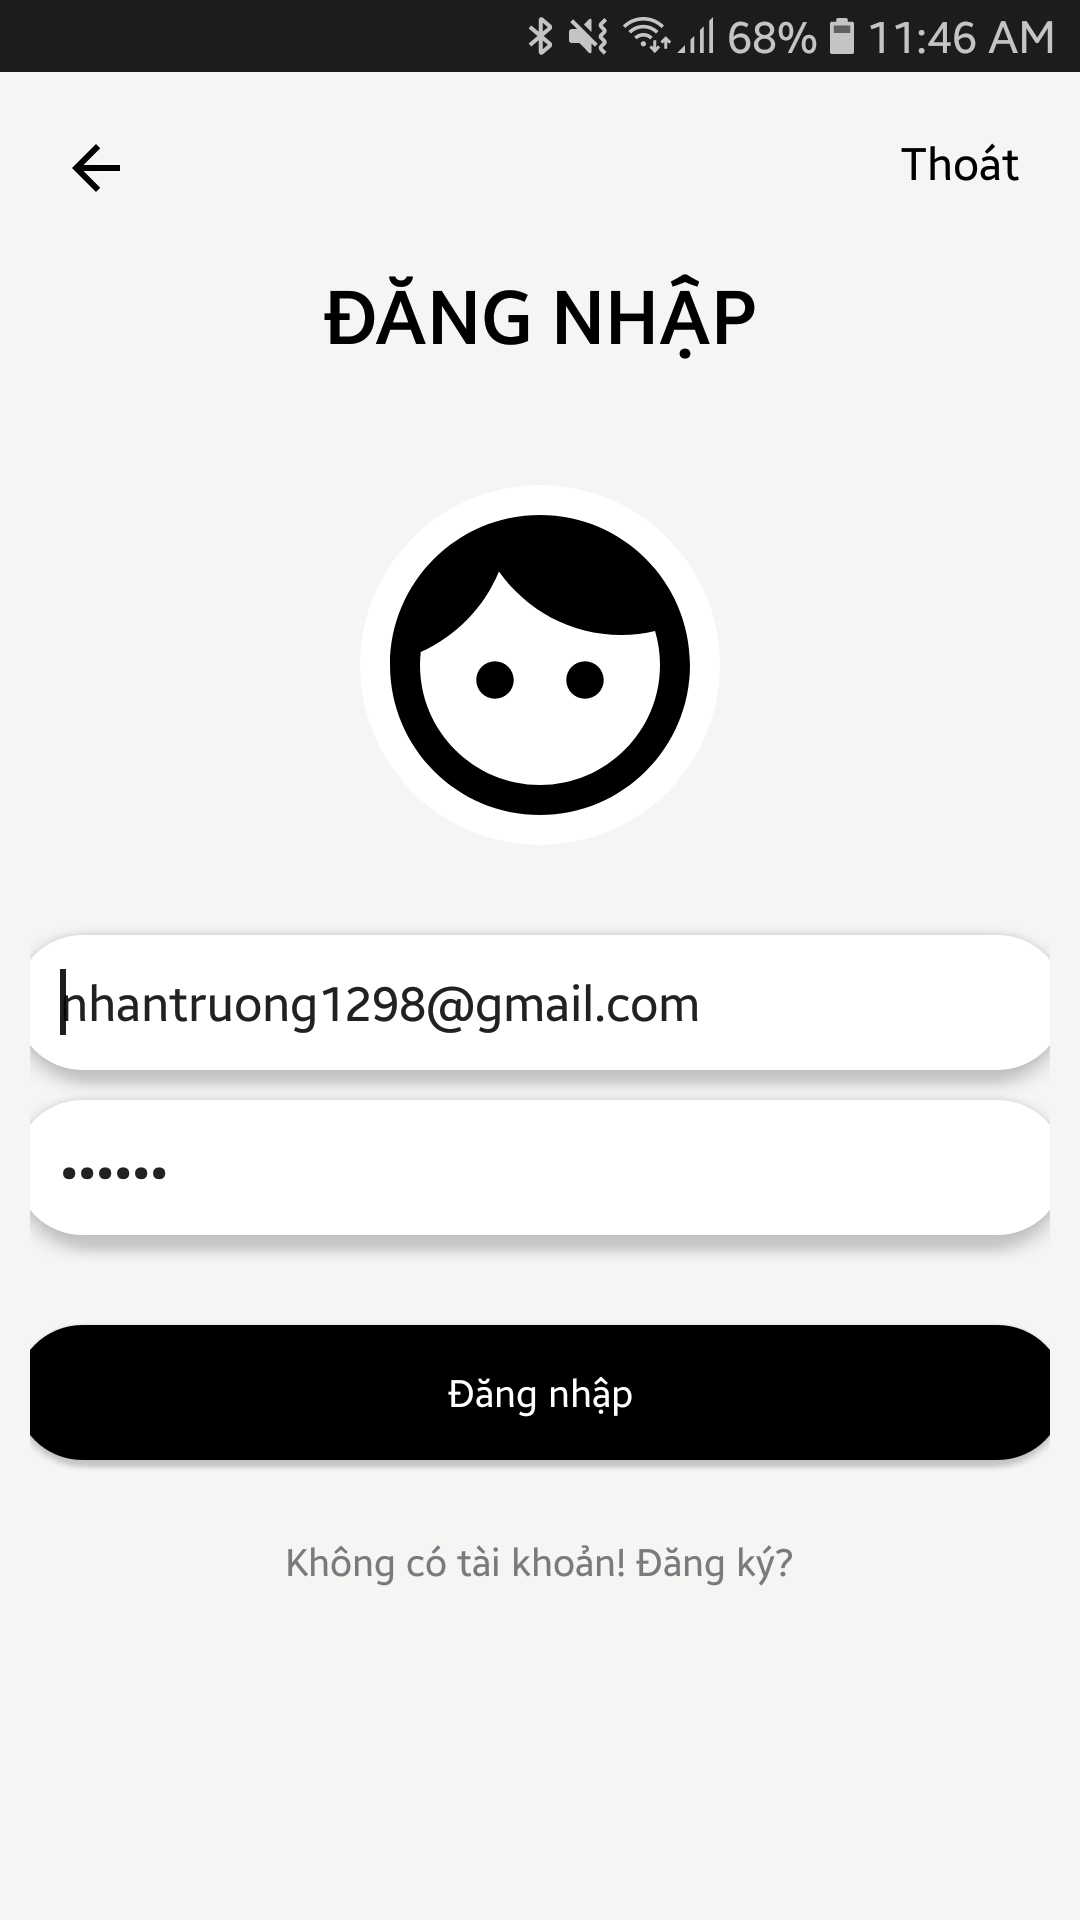 68% 11:46 AM
Thoát
ĐĂNG NHẬP
nhantruong1298@gmail.com
••••••
Đăng nhập
Không có tài khoản! Đăng ký?